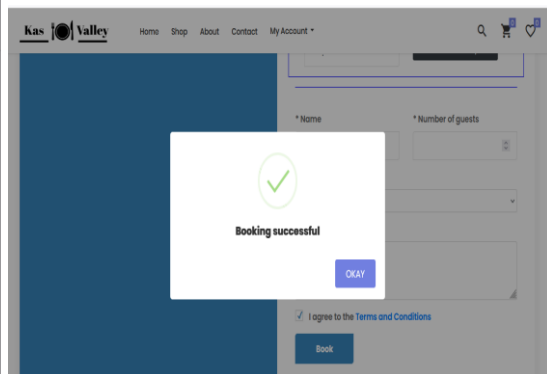 Kas Valley Home Shop About Contact My Account
* Name * Number of guests
Booking successful
OKAY
I agree to the Terms and Conditions
Book